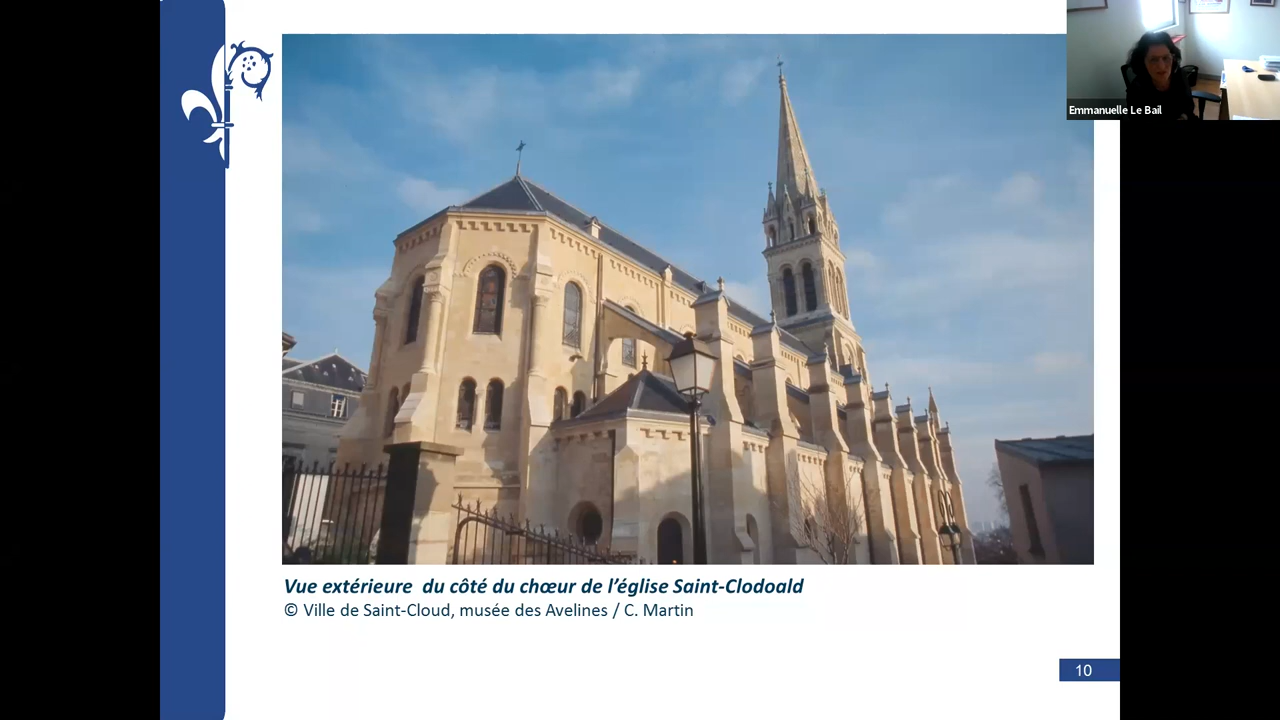 Emmanuelle Le Bail
Vue extérieure du côté du chœur de l’église Saint-Clodoald
© Ville de Saint-Cloud, musée des Avelines / C. Martin
10